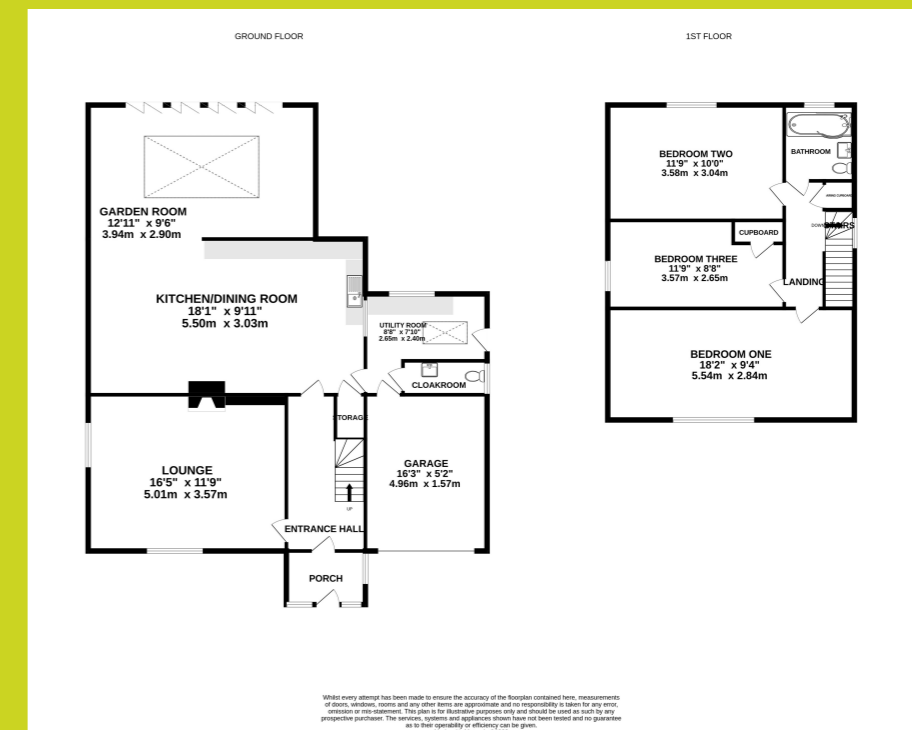 GROUND FLOOR
1ST FLOOR
GARDEN ROOM
12'11" x 9'6"
3.94m x 2.90m
KITCHEN/DINING ROOM
18'1" x 9'11"
5.50m x 3.03m
UTILITY ROOM
8'8" x 7'10"
2.65m x 2.40m
CLOAKROOM
STORAGE
LOUNGE
16'5" x 11'9"
5.01m x 3.57m
GARAGE
16'3" x 5'2"
4.96m x 1.57m
UP
ENTRANCE HALL
PORCH
BEDROOM TWO
11'9" x 10'0"
3.58m x 3.04m
BATHROOM
CUPBOARD
STAIRS
BEDROOM THREE
11'9" x 8'8"
3.57m x 2.65m
LANDING
BEDROOM ONE
18'2" x 9'4"
5.54m x 2.84m
Whilst every attempt has been made to ensure the accuracy of the floorplan contained here, measurements
of doors, windows, rooms and any other items are approximate and no responsibility is taken for any error,
omission or mis-statement. This plan is for illustrative purposes only and should be used as such by any
prospective purchaser. The services, systems and appliances shown have not been tested and no guarantee
as to their operability or efficiency can be given.